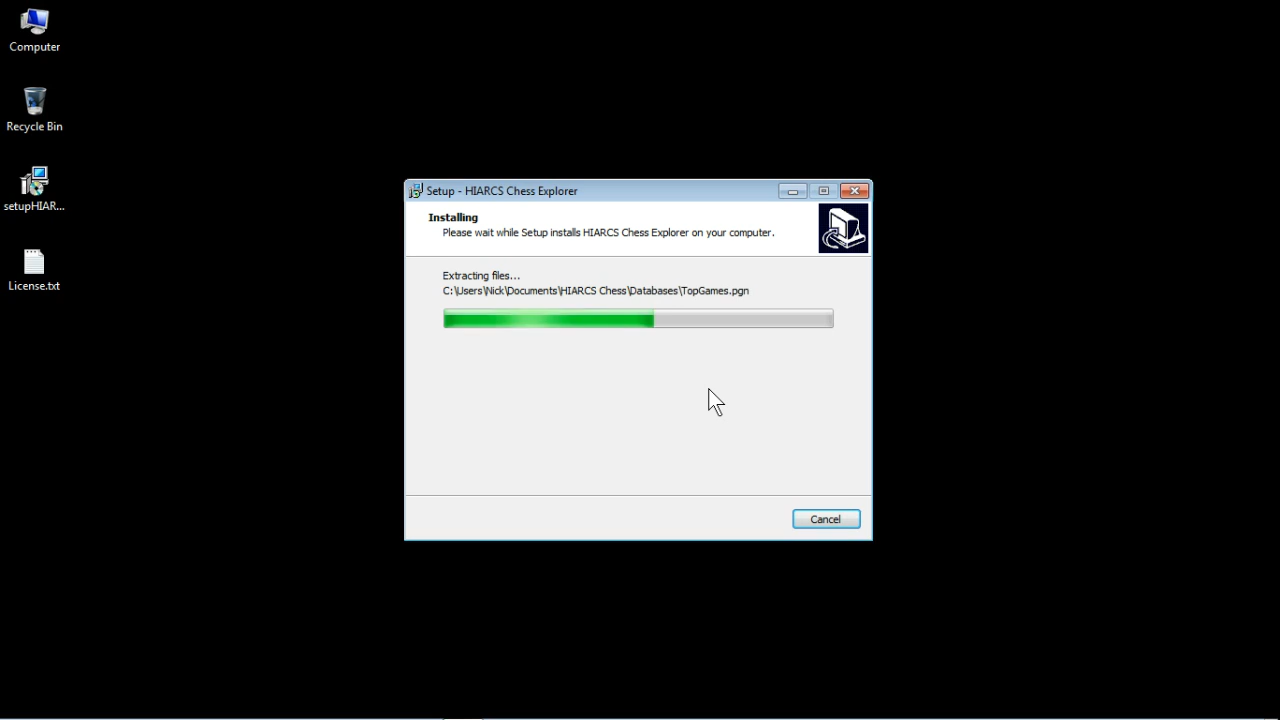 Computer
Recycle Bin
setupHIAR...
License.txt
Setup - HIARCS Chess Explorer
Installing
Please wait while Setup installs HIARCS Chess Explorer on your computer.
Extracting files...
C:\Users\Nick\Documents\HIARCS Chess\Databases\TopGames.pgn
Cancel